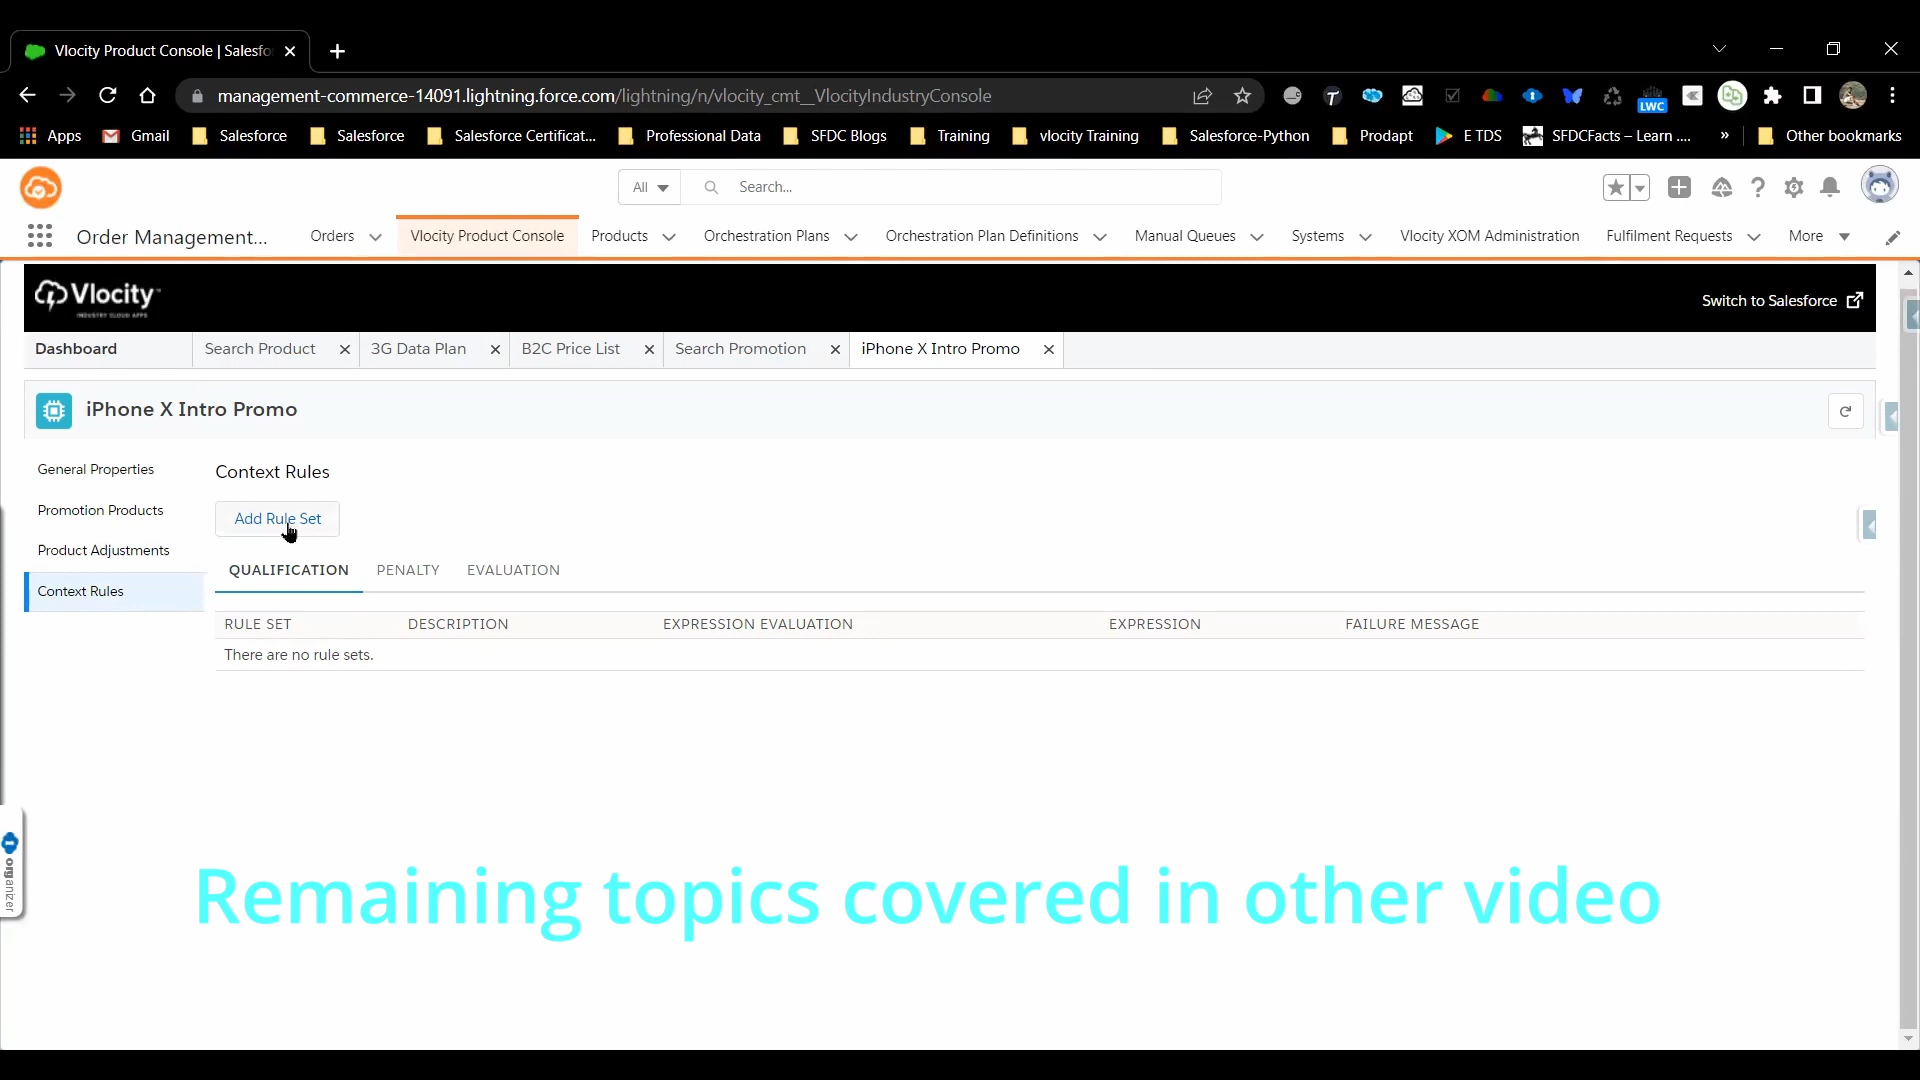 Vlocity Product Console | Salesfo
management-commerce-14091.lightning.force.com/lightning/n/vlocity_cmt__VlocityIndustryConsole
LWC
Apps Gmail Salesforce Salesforce Salesforce Certificat... Professional Data SFDC Blogs Training vlocity Training Salesforce-Python Prodapt E TDS SFDCFacts – Learn .... » Other bookmarks
All Search...
Order Management... Orders Vlocity Product Console Products Orchestration Plans Orchestration Plan Definitions Manual Queues Systems Vlocity XOM Administration Fulfilment Requests More
Vlocity
INDUSTRY CLOUD APPS
Switch to Salesforce
Dashboard Search Product 3G Data Plan B2C Price List Search Promotion iPhone X Intro Promo
iPhone X Intro Promo
General Properties
Promotion Products
Product Adjustments
Context Rules
Context Rules
Add Rule Set
QUALIFICATION PENALTY EVALUATION
RULE SET DESCRIPTION EXPRESSION EVALUATION EXPRESSION FAILURE MESSAGE
There are no rule sets.
organizer
Remaining topics covered in other video